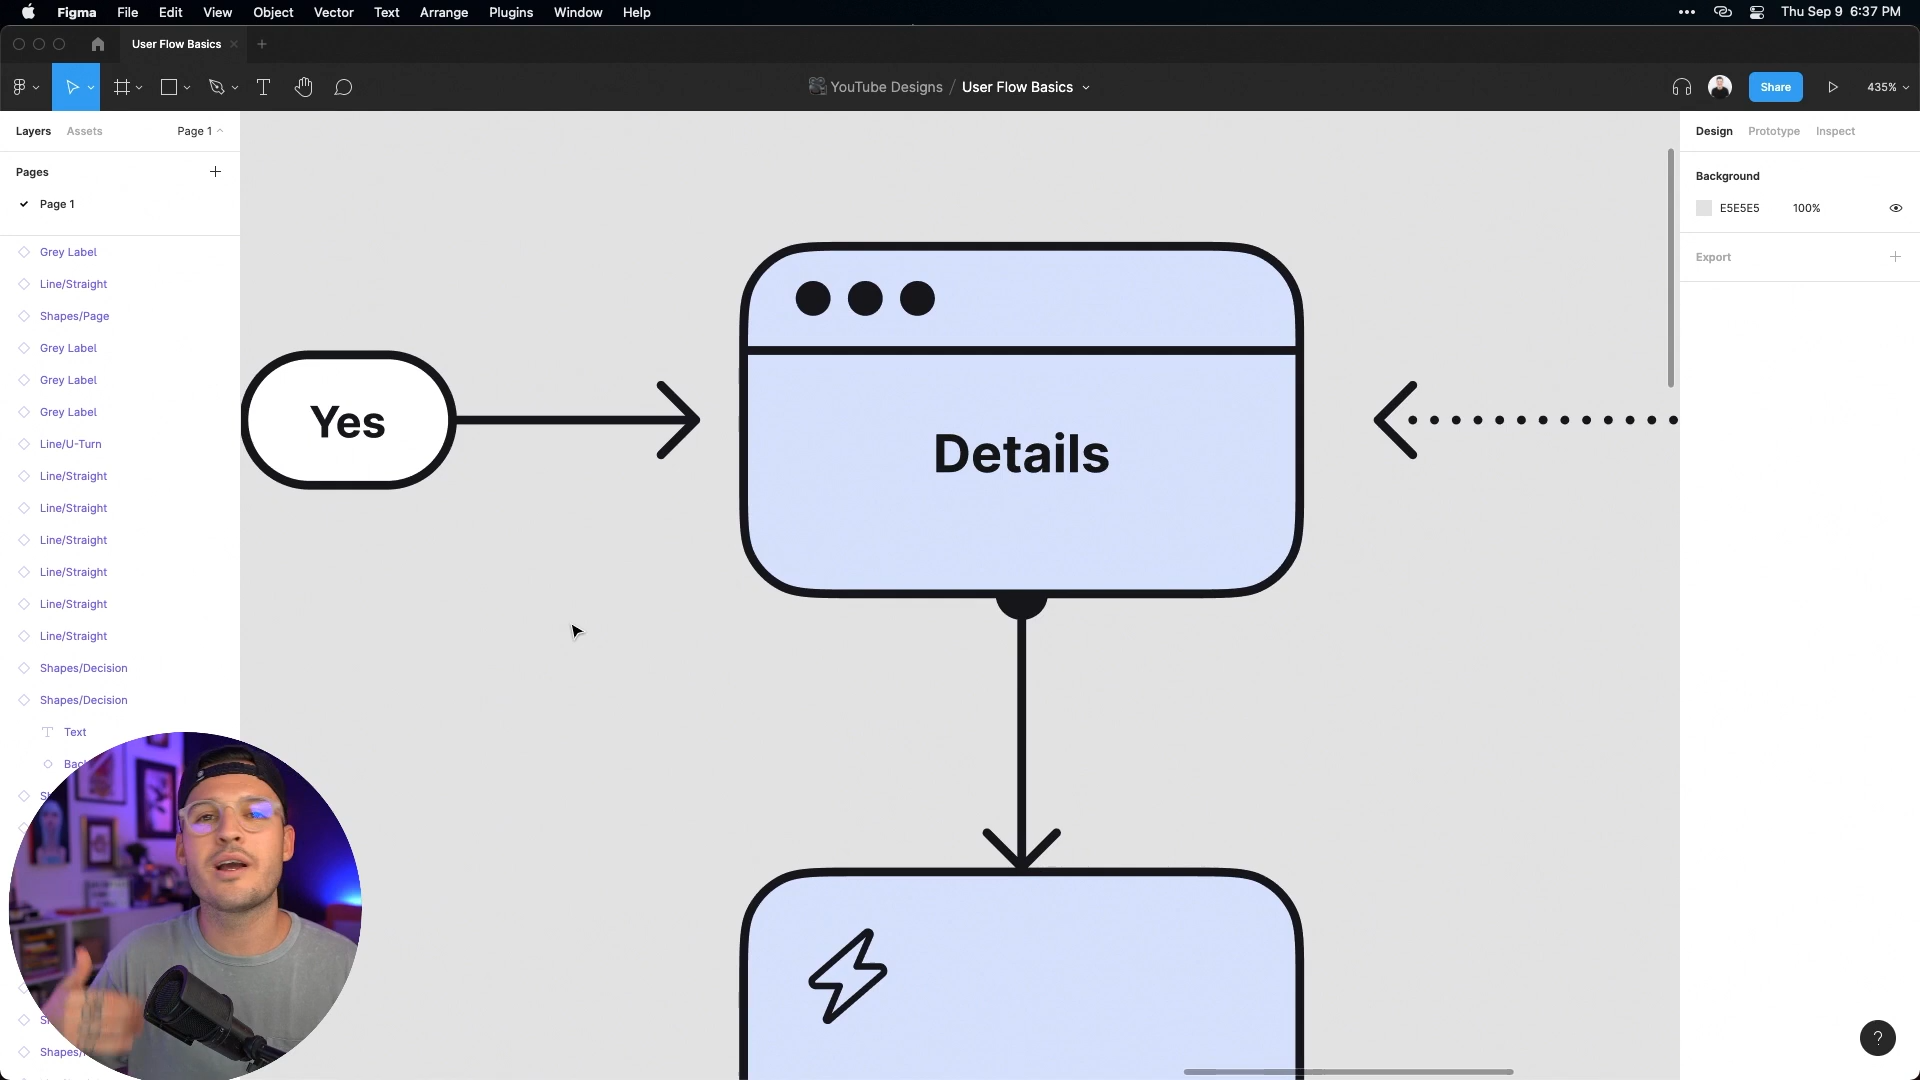 Figma File Edit View Object Vector Text Arrange Plugins Window Help
Thu Sep 9 6:37 PM
User Flow Basics
YouTube Designs / User Flow Basics
Share
435%
Layers Assets Page 1
Pages
Page 1
Grey Label
Line/Straight
Shapes/Page
Grey Label
Grey Label
Grey Label
Line/U-Turn
Line/Straight
Line/Straight
Line/Straight
Line/Straight
Line/Straight
Line/Straight
Shapes/Decision
Shapes/Decision
Text
Yes
Details
Design Prototype Inspect
Background
E5E5E5 100%
Export
?